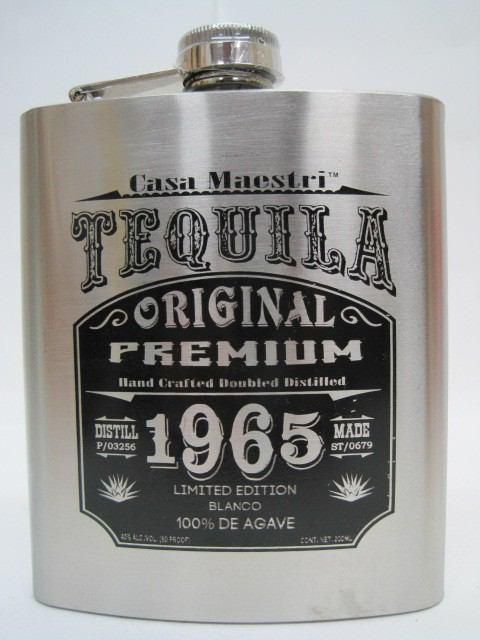 Casa Maestri™
TEQUILA
ORIGINAL
PREMIUM
Hand Crafted Doubled Distilled
DISTILL 1965 MADE
P/03256 ST/0679
LIMITED EDITION
BLANCO
100% DE AGAVE
40% ALC./VOL. (80 PROOF) CONT. NET. 200ML